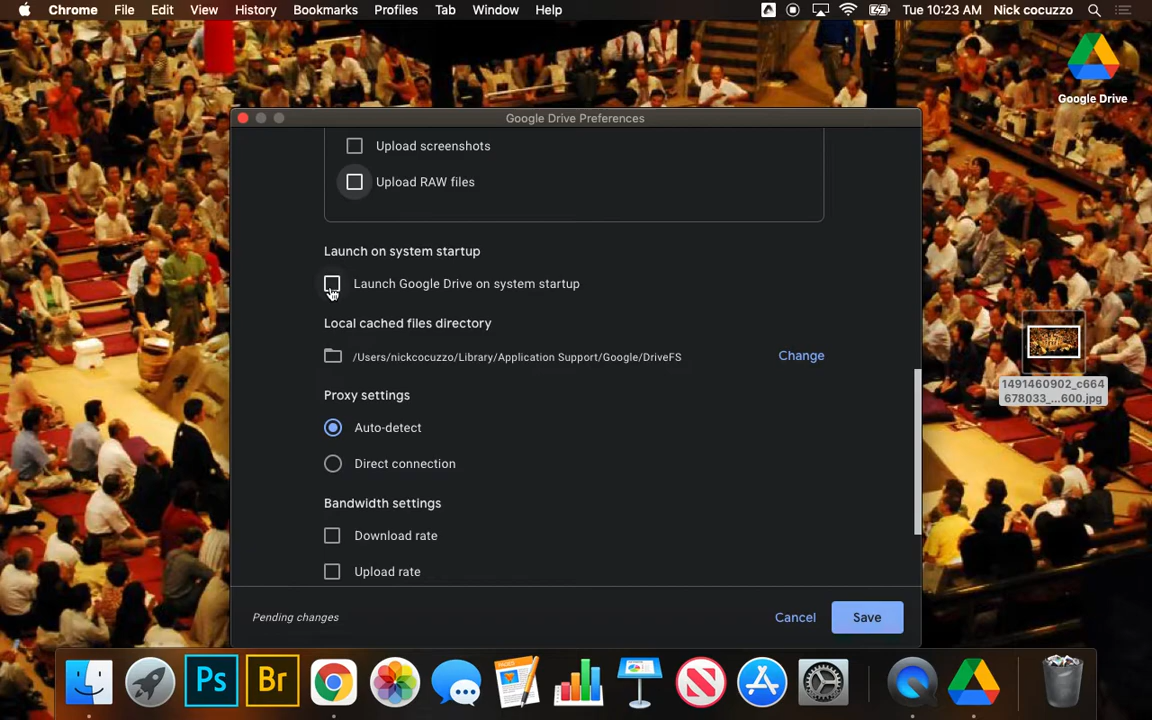 Chrome File Edit View History Bookmarks Profiles Tab Window Help Tue 10:23 AM Nick cocuzzo
Google Drive
Google Drive Preferences
Upload screenshots
Upload RAW files
Launch on system startup
Launch Google Drive on system startup
Local cached files directory
/Users/nickcocuzzo/Library/Application Support/Google/DriveFS Change
1491460902_c664
678033_...600.jpg
Proxy settings
Auto-detect
Direct connection
Bandwidth settings
Download rate
Upload rate
Pending changes Cancel Save
Ps Br